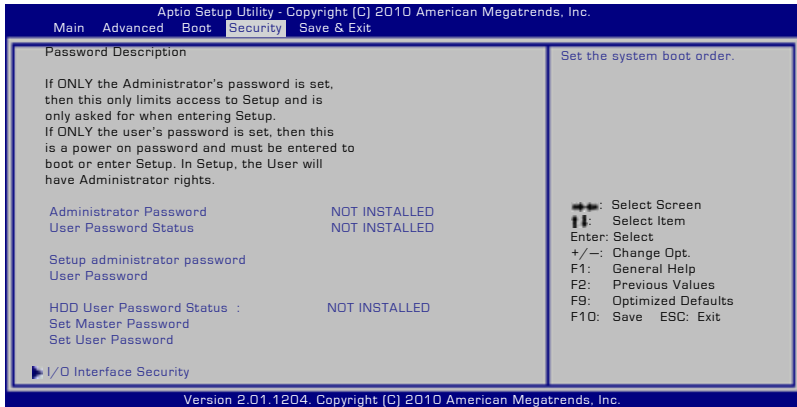 Aptio Setup Utility - Copyright (C) 2010 American Megatrends, Inc.
Main Advanced Boot Security Save & Exit
Password Description
If ONLY the Administrator's password is set,
then this only limits access to Setup and is
only asked for when entering Setup.
If ONLY the user's password is set, then this
is a power on password and must be entered to
boot or enter Setup. In Setup, the User will
have Administrator rights.
Administrator Password NOT INSTALLED
User Password Status NOT INSTALLED
Setup administrator password
User Password
HDD User Password Status : NOT INSTALLED
Set Master Password
Set User Password
I/O Interface Security
Set the system boot order.
: Select Screen
: Select Item
Enter: Select
+/—: Change Opt.
F1: General Help
F2: Previous Values
F9: Optimized Defaults
F10: Save ESC: Exit
Version 2.01.1204. Copyright (C) 2010 American Megatrends, Inc.